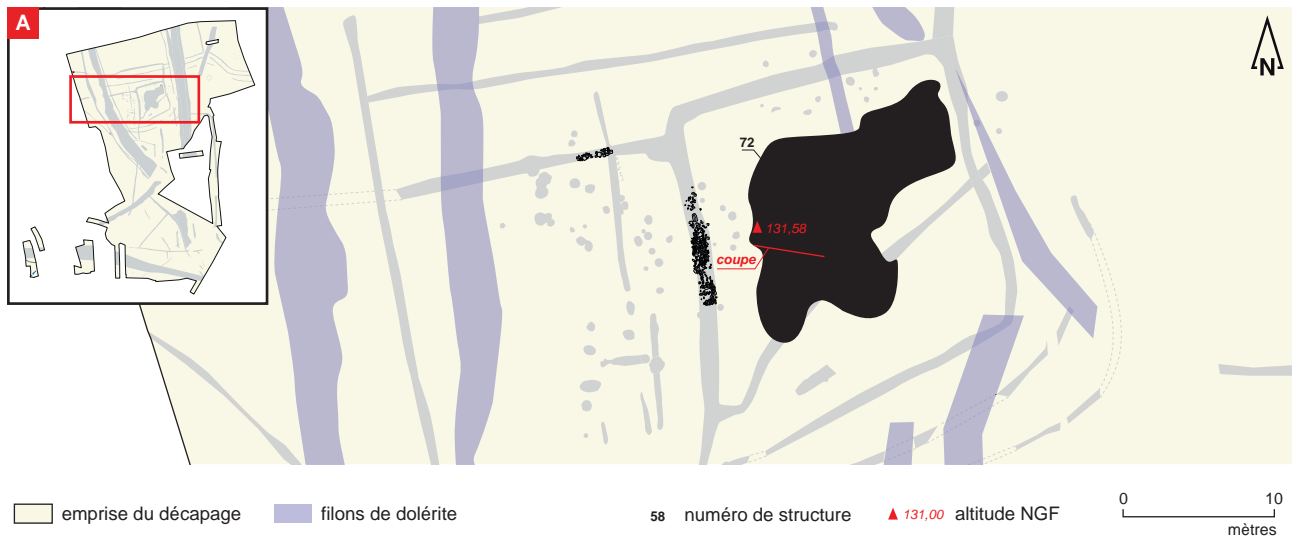 A
N
72
131,58
coupe
emprise du décapage
filons de dolérite
58 numéro de structure
131,00 altitude NGF
0 10
mètres